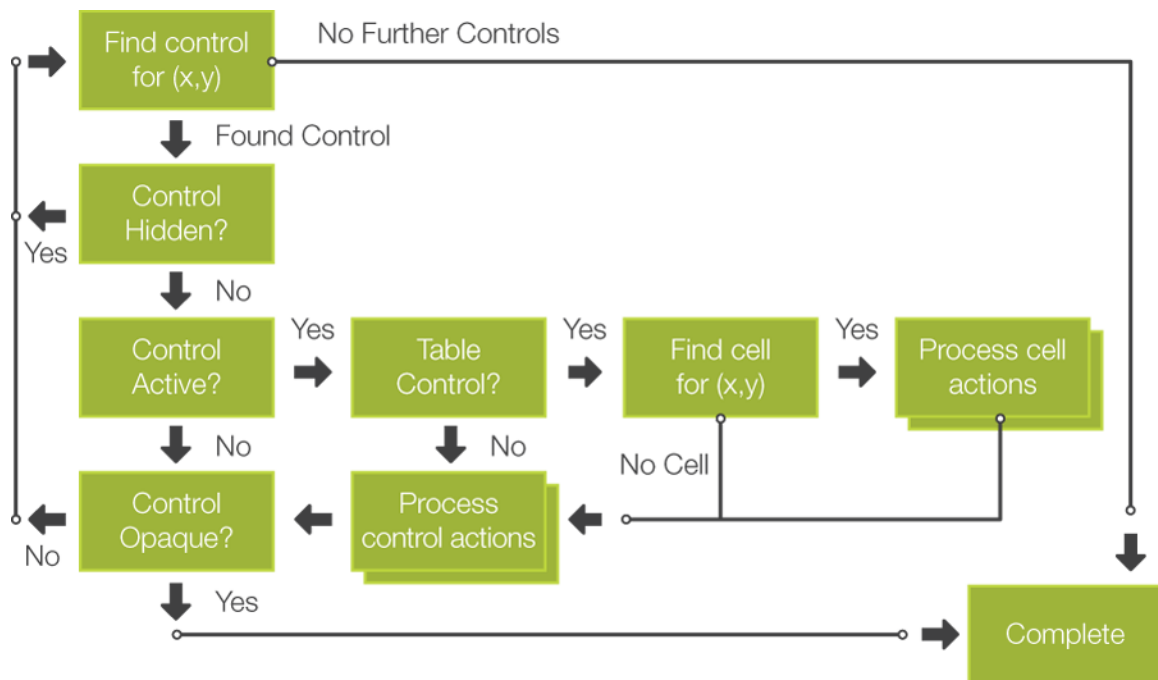 Find control
for (x,y)
No Further Controls
Found Control
Control
Hidden?
Yes
No
Control
Active?
Yes
Table
Control?
Yes
Find cell
for (x,y)
Yes
Process cell
actions
No
No
No Cell
Control
Opaque?
Process
control actions
No
Yes
Complete